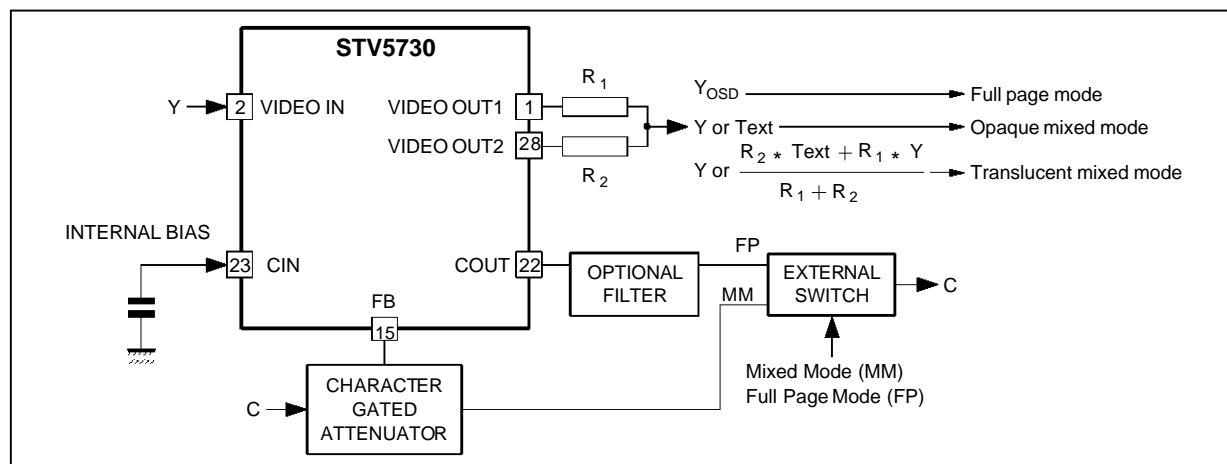 STV5730
Y
2
VIDEO IN
VIDEO OUT1
1
R1
VIDEO OUT2
28
R2
YOSD
Full page mode
Y or Text
Opaque mixed mode
Y or
R2 * Text + R1 * Y
R1 + R2
Translucent mixed mode
INTERNAL BIAS
23
CIN
COUT
22
OPTIONAL
FILTER
FP
MM
EXTERNAL
SWITCH
C
FB
15
Mixed Mode (MM)
Full Page Mode (FP)
C
CHARACTER
GATED
ATTENUATOR